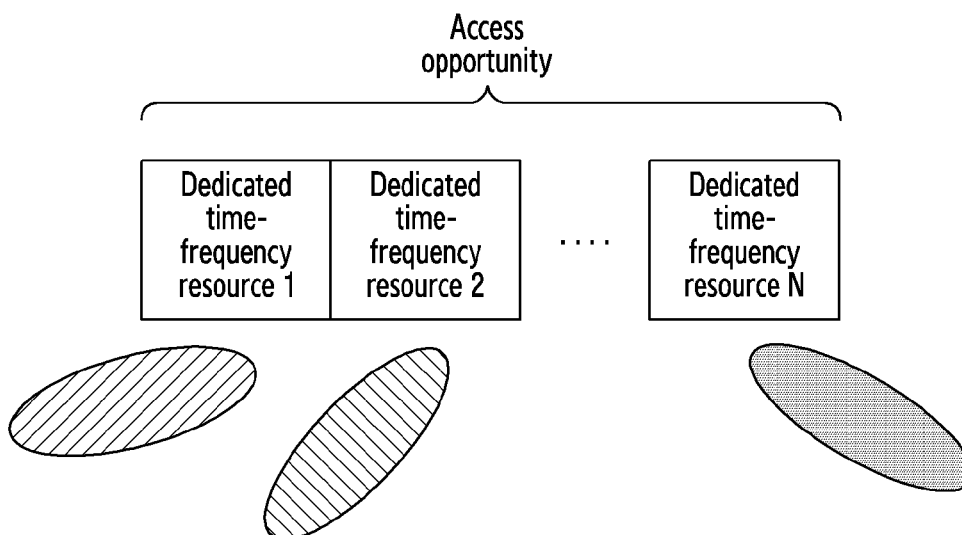 Access
opportunity
Dedicated
time-
frequency
resource 1
Dedicated
time-
frequency
resource 2
....
Dedicated
time-
frequency
resource N